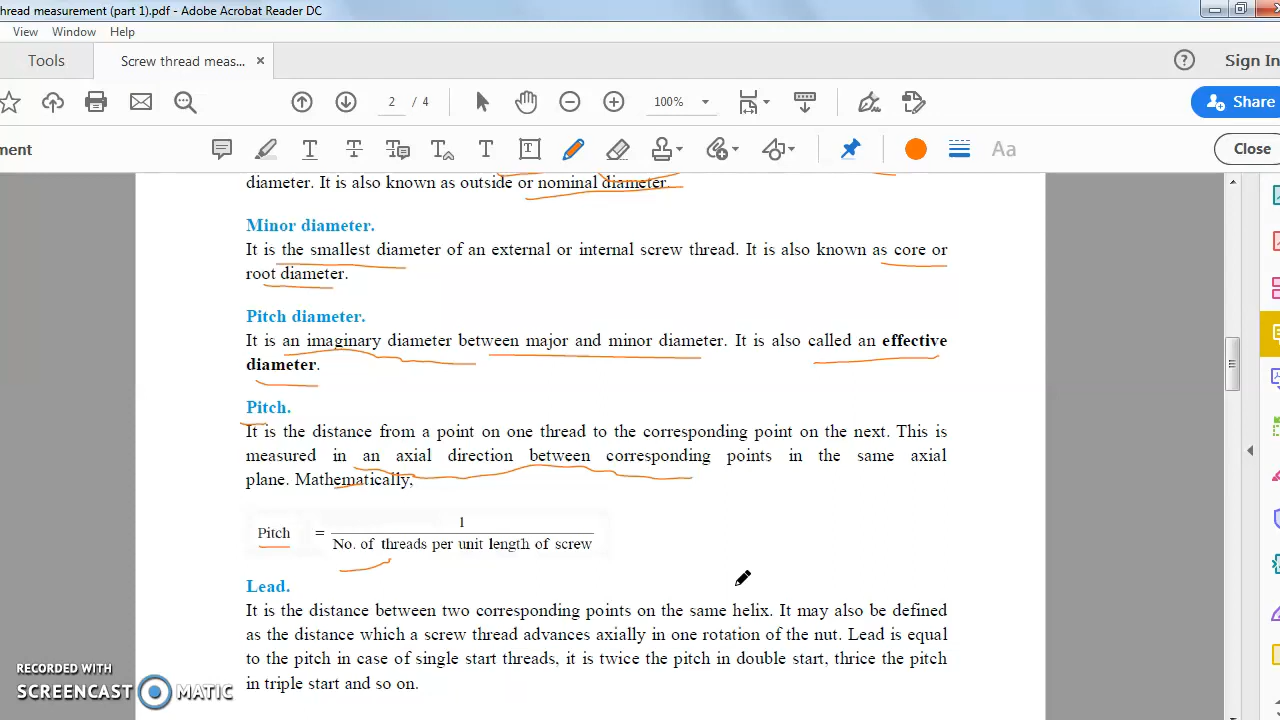 hread measurement (part 1).pdf - Adobe Acrobat Reader DC
View Window Help
Tools Screw thread meas... × Sign In
2 / 4 100% Share
ment Close
diameter. It is also known as outside or nominal diameter.
Minor diameter.
It is the smallest diameter of an external or internal screw thread. It is also known as core or
root diameter.
Pitch diameter.
It is an imaginary diameter between major and minor diameter. It is also called an effective
diameter.
Pitch.
It is the distance from a point on one thread to the corresponding point on the next. This is
measured in an axial direction between corresponding points in the same axial
plane. Mathematically,
1
Pitch =
No. of threads per unit length of screw
Lead.
It is the distance between two corresponding points on the same helix. It may also be defined
as the distance which a screw thread advances axially in one rotation of the nut. Lead is equal
to the pitch in case of single start threads, it is twice the pitch in double start, thrice the pitch
in triple start and so on.
RECORDED WITH
SCREENCAST MATIC